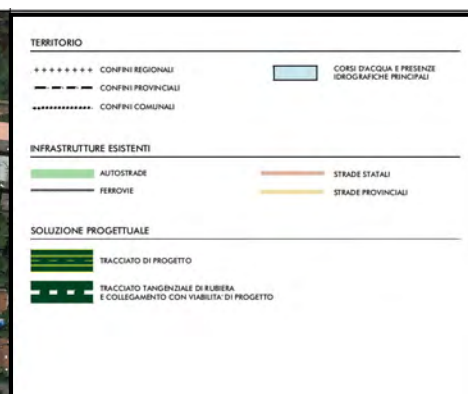 TERRITORIO
CONFINI REGIONALI
CONFINI PROVINCIALI
CONFINI COMUNALI
CORSI D'ACQUA E PRESENZE
IDROGRAFICHE PRINCIPALI
INFRASTRUTTURE ESISTENTI
AUTOSTRADE
FERROVIE
STRADE STATALI
STRADE PROVINCIALI
SOLUZIONE PROGETTUALE
TRACCIATO DI PROGETTO
TRACCIATO TANGENZIALE DI RUBIERA
E COLLEGAMENTO CON VIABILITA' DI PROGETTO